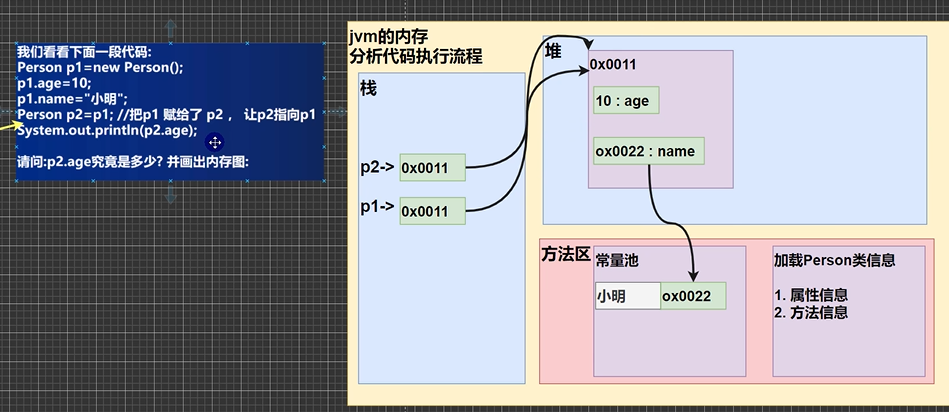 我们看看下面一段代码:
Person p1=new Person();
p1.age=10;
p1.name="小明";
Person p2=p1; //把p1 赋给了 p2 ， 让p2指向p1
System.out.println(p2.age);
请问:p2.age究竟是多少? 并画出内存图:
jvm的内存
分析代码执行流程
栈
p2->
0x0011
p1->
0x0011
堆
0x0011
10 : age
ox0022 : name
方法区
常量池
小明
ox0022
加载Person类信息
1. 属性信息
2. 方法信息